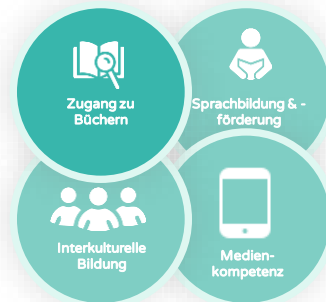 Zugang zu
Büchern
Sprachbildung & -
förderung
Interkulturelle
Bildung
Medien-
kompetenz